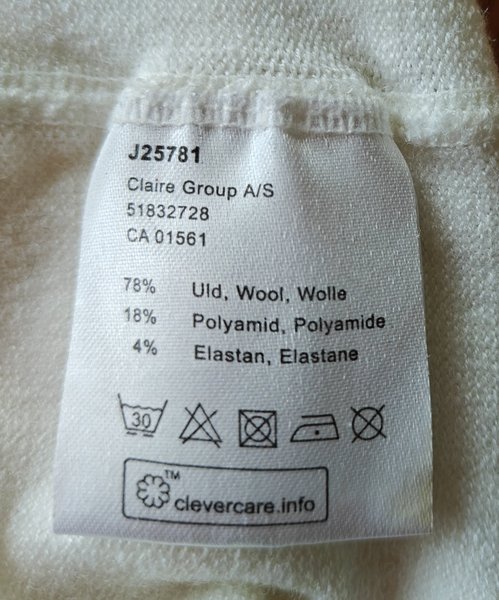 J25781
Claire Group A/S
51832728
CA 01561
78% Uld, Wool, Wolle
18% Polyamid, Polyamide
4% Elastan, Elastane
30
TM
clevercare.info